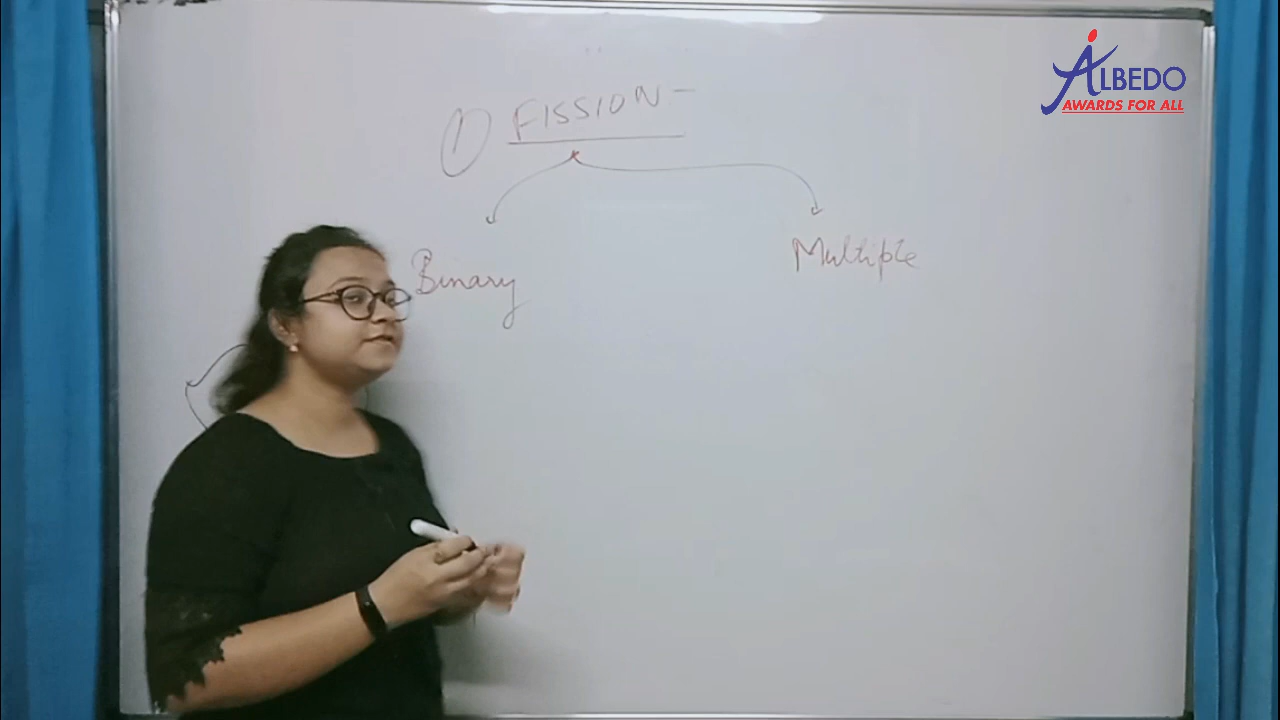 ① FISSION -
Binary
Multiple
ALBEDO
AWARDS FOR ALL